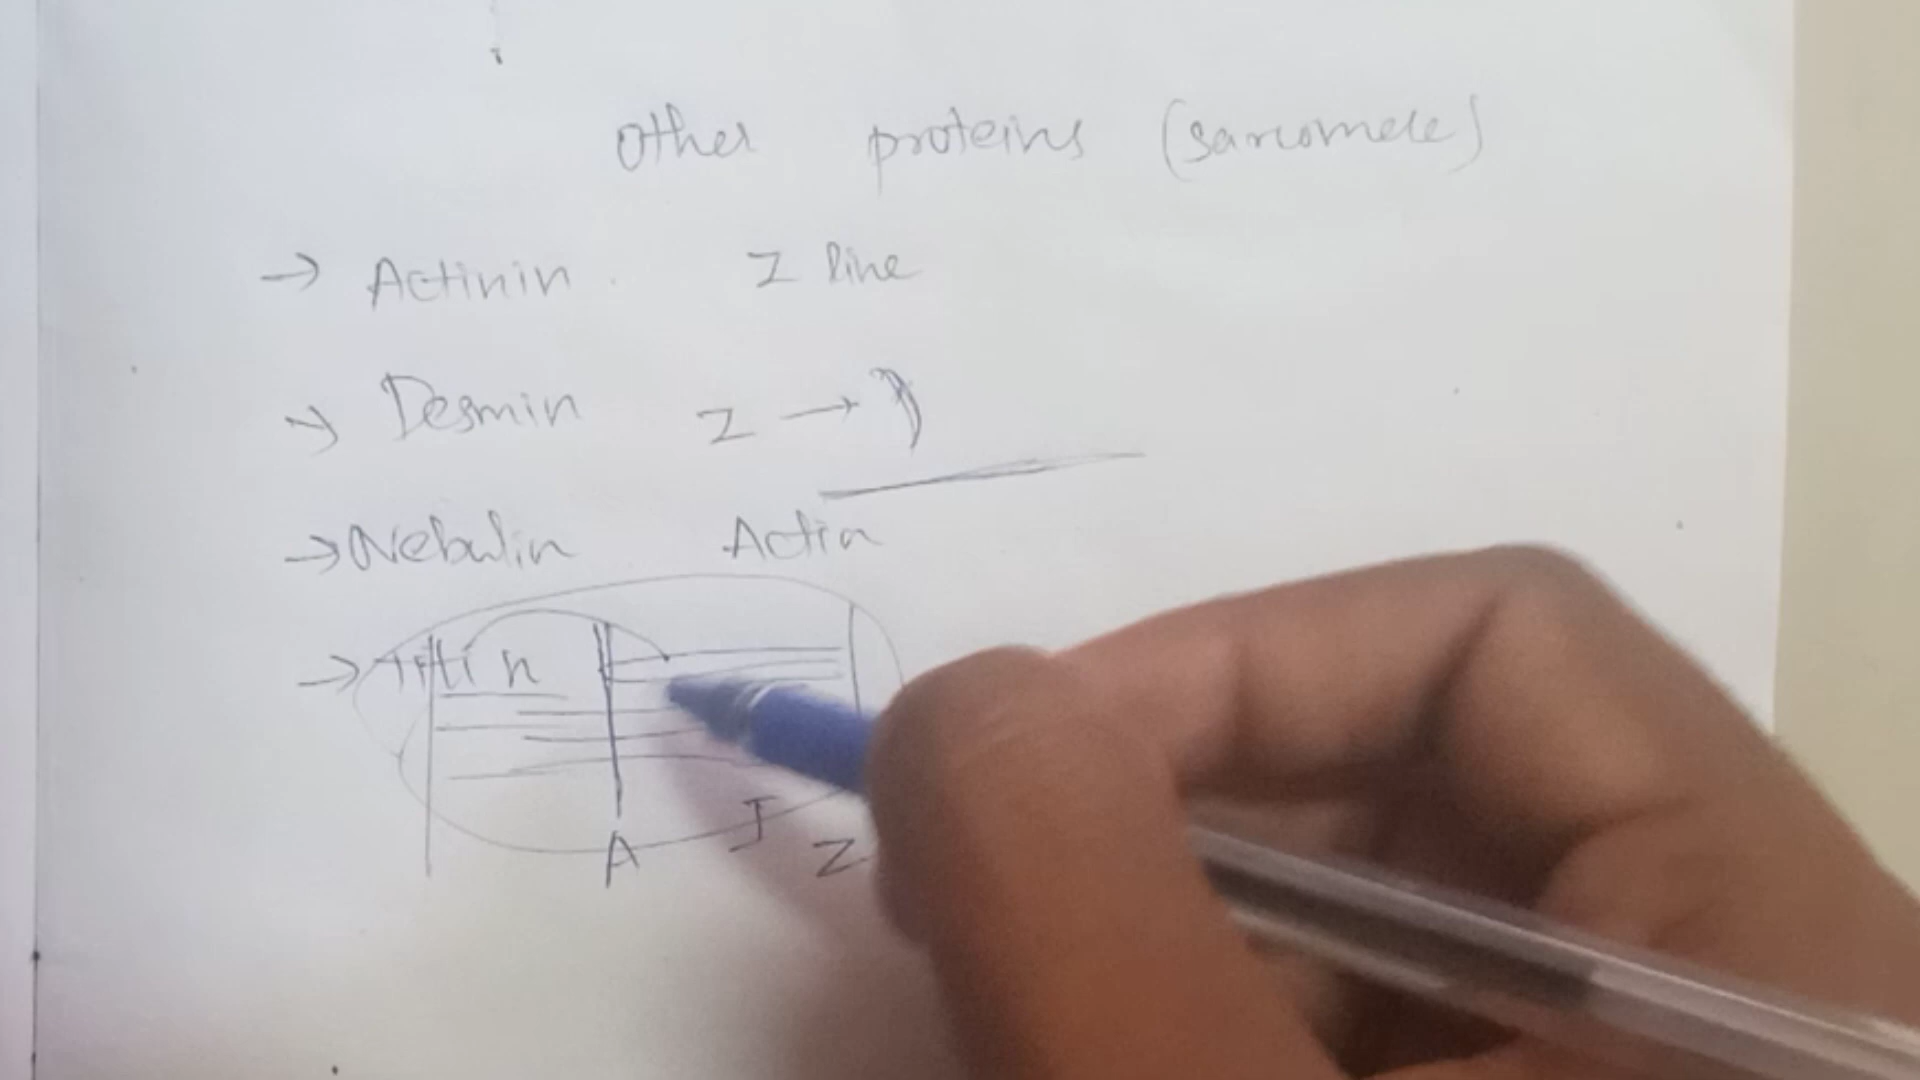 Other proteins (sarcomere)
→ Actinin Z line
→ Desmin Z →
→ Nebulin Actin
→ Titin
A I Z